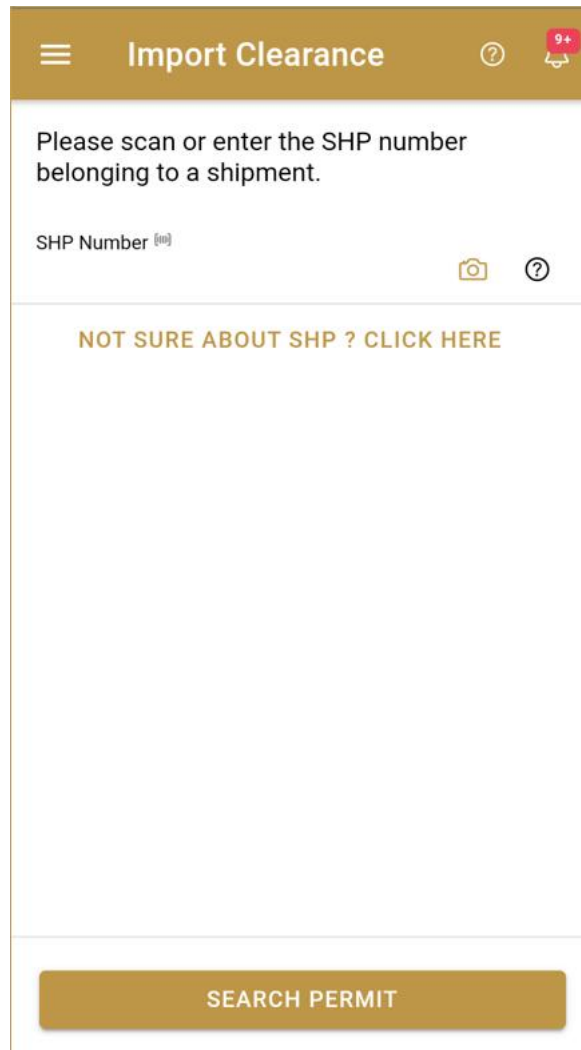 Import Clearance
9+
Please scan or enter the SHP number
belonging to a shipment.
SHP Number
NOT SURE ABOUT SHP ? CLICK HERE
SEARCH PERMIT